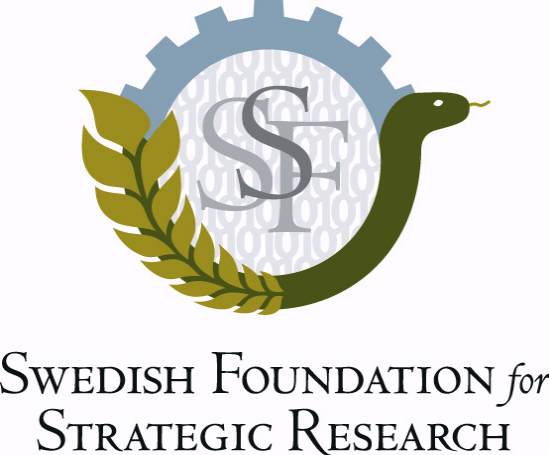 SSF
SWEDISH FOUNDATION for
STRATEGIC RESEARCH